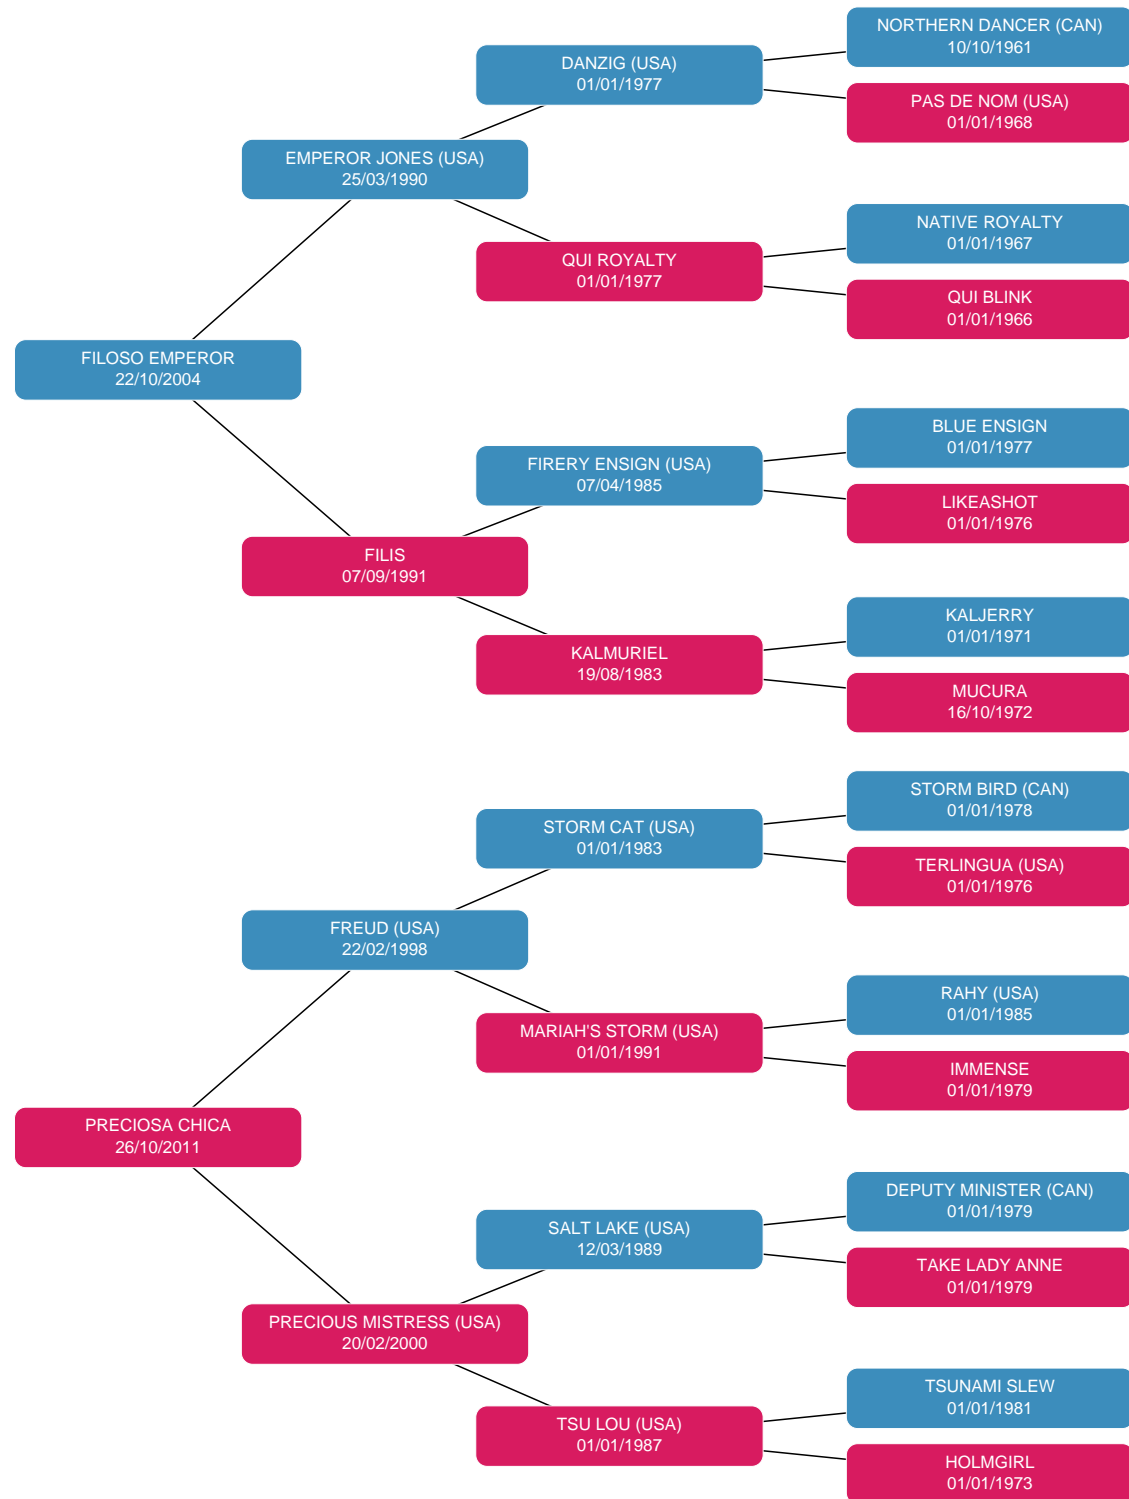 NORTHERN DANCER (CAN)
10/10/1961
DANZIG (USA)
01/01/1977
PAS DE NOM (USA)
01/01/1968
EMPEROR JONES (USA)
25/03/1990
NATIVE ROYALTY
01/01/1967
QUI ROYALTY
01/01/1977
QUI BLINK
01/01/1966
FILOSO EMPEROR
22/10/2004
BLUE ENSIGN
01/01/1977
FIRERY ENSIGN (USA)
07/04/1985
LIKEASHOT
01/01/1976
FILIS
07/09/1991
KALJERRY
01/01/1971
KALMURIEL
19/08/1983
MUCURA
16/10/1972
STORM BIRD (CAN)
01/01/1978
STORM CAT (USA)
01/01/1983
TERLINGUA (USA)
01/01/1976
FREUD (USA)
22/02/1998
RAHY (USA)
01/01/1985
MARIAH'S STORM (USA)
01/01/1991
IMMENSE
01/01/1979
PRECIOSA CHICA
26/10/2011
DEPUTY MINISTER (CAN)
01/01/1979
SALT LAKE (USA)
12/03/1989
TAKE LADY ANNE
01/01/1979
PRECIOUS MISTRESS (USA)
20/02/2000
TSUNAMI SLEW
01/01/1981
TSU LOU (USA)
01/01/1987
HOLMGIRL
01/01/1973